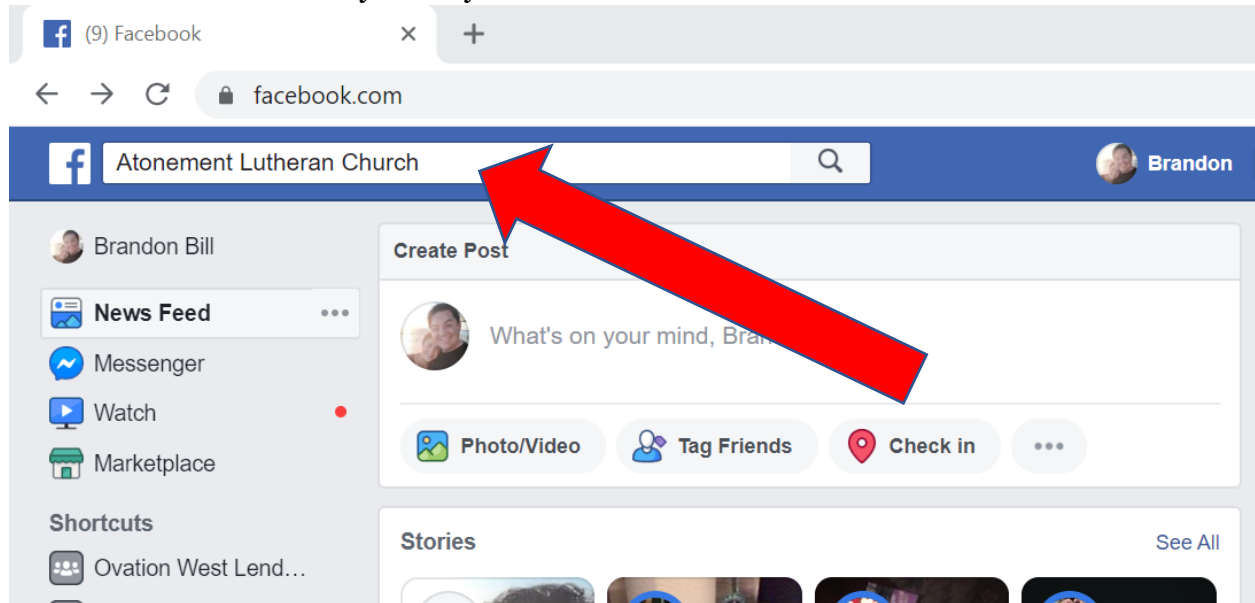 (9) Facebook
facebook.com
Atonement Lutheran Church
Brandon
Brandon Bill
Create Post
News Feed
What's on your mind,
Messenger
Watch
Marketplace
Photo/Video
Tag Friends
Check in
Shortcuts
Stories
See All
Ovation West Lend…